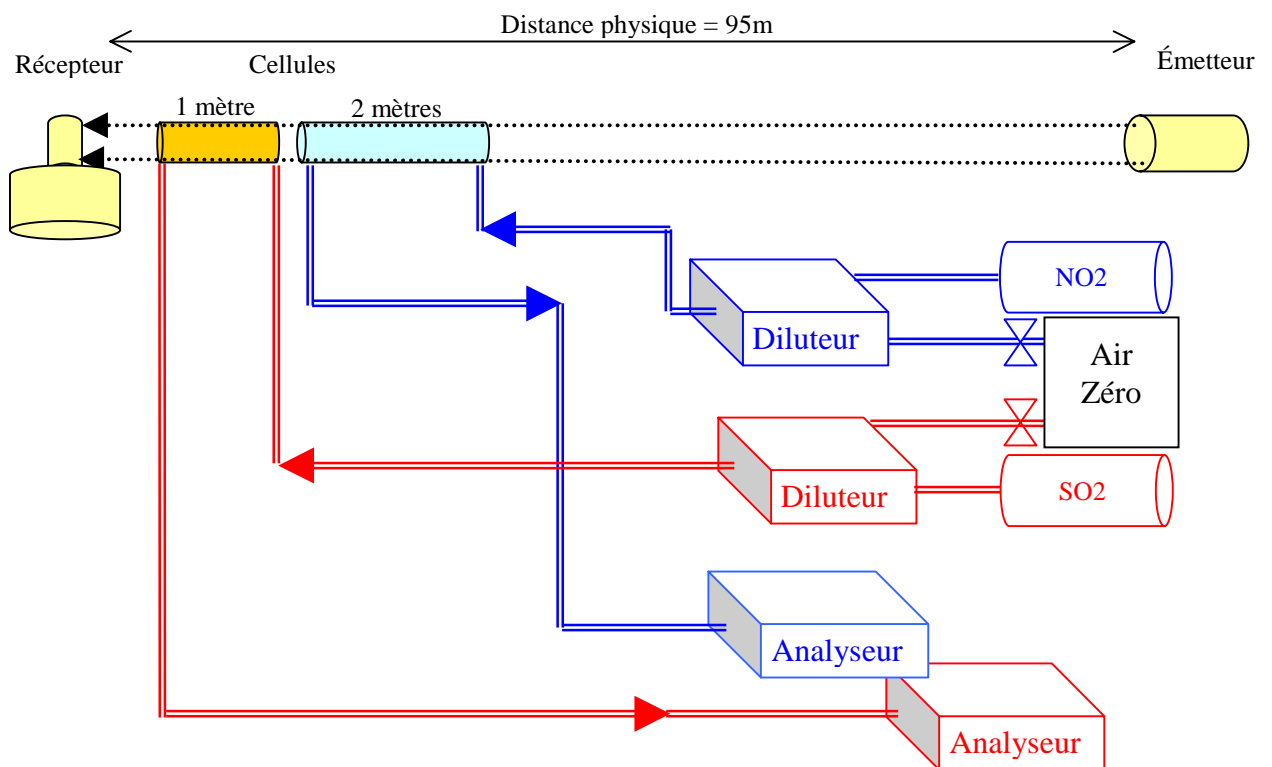 Distance physique = 95m
Récepteur
Cellules
Émetteur
1 mètre
2 mètres
NO2
Diluteur
Air
Zéro
Diluteur
SO2
Analyseur
Analyseur